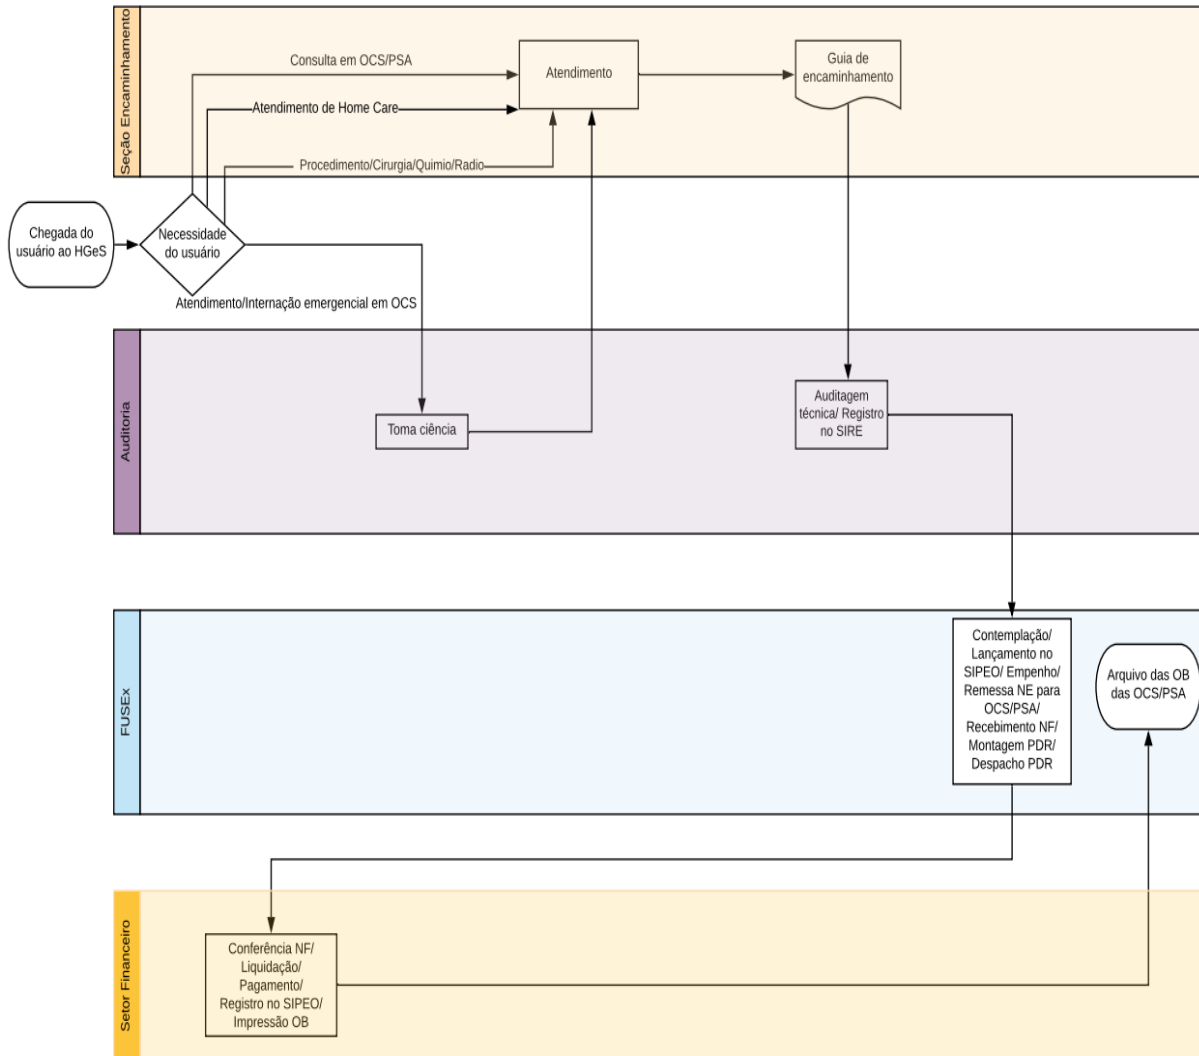 Seção Encaminhamento
Consulta em OCS/PSA
Atendimento
Guia de
encaminhamento
Atendimento de Home Care
Procedimento/Cirurgia/Quimio/Radio
Chegada do
usuário ao HGeS
Necessidade
do usuário
Atendimento/Internação emergencial em OCS
Auditoria
Toma ciência
Auditagem
técnica/ Registro
no SIRE
FUSEx
Contemplação/
Lançamento no
SIPEO/ Empenho/
Remessa NE para
OCS/PSA/
Recebimento NF/
Montagem PDR/
Despacho PDR
Arquivo das OB
das OCS/PSA
Setor Financeiro
Conferência NF/
Liquidação/
Pagamento/
Registro no SIPEO/
Impressão OB